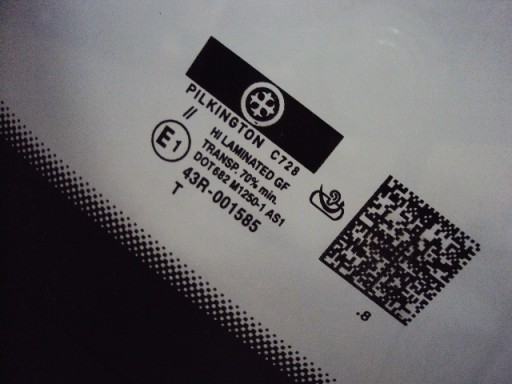 PILKINGTON C728
//
HI LAMINATED GF
TRANSP. 70% min.
E1
DOT682 M1250-1 AS1
43R-001585
T
.8